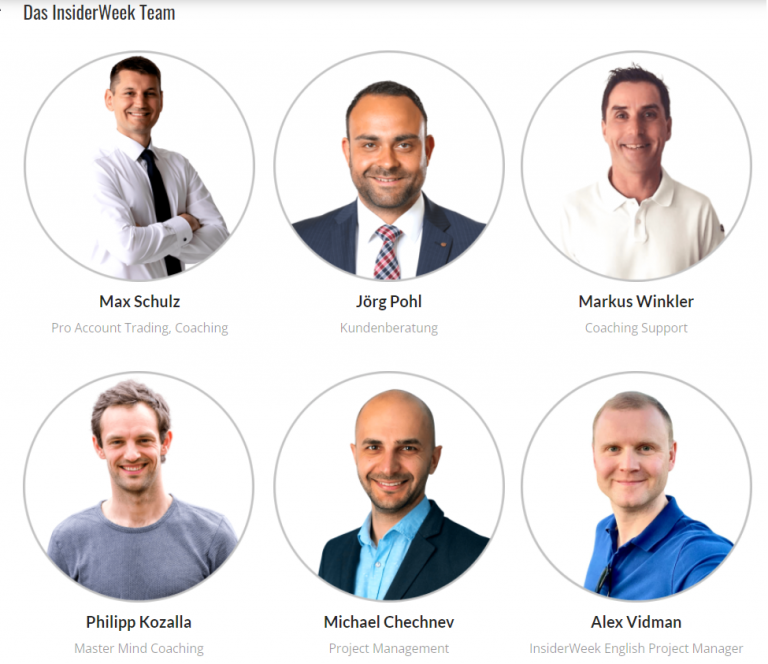 Das InsiderWeek Team
Max Schulz
Jörg Pohl
Markus Winkler
Pro Account Trading, Coaching
Kundenberatung
Coaching Support
Philipp Kozalla
Michael Chechnev
Alex Vidman
Master Mind Coaching
Project Management
InsiderWeek English Project Manager